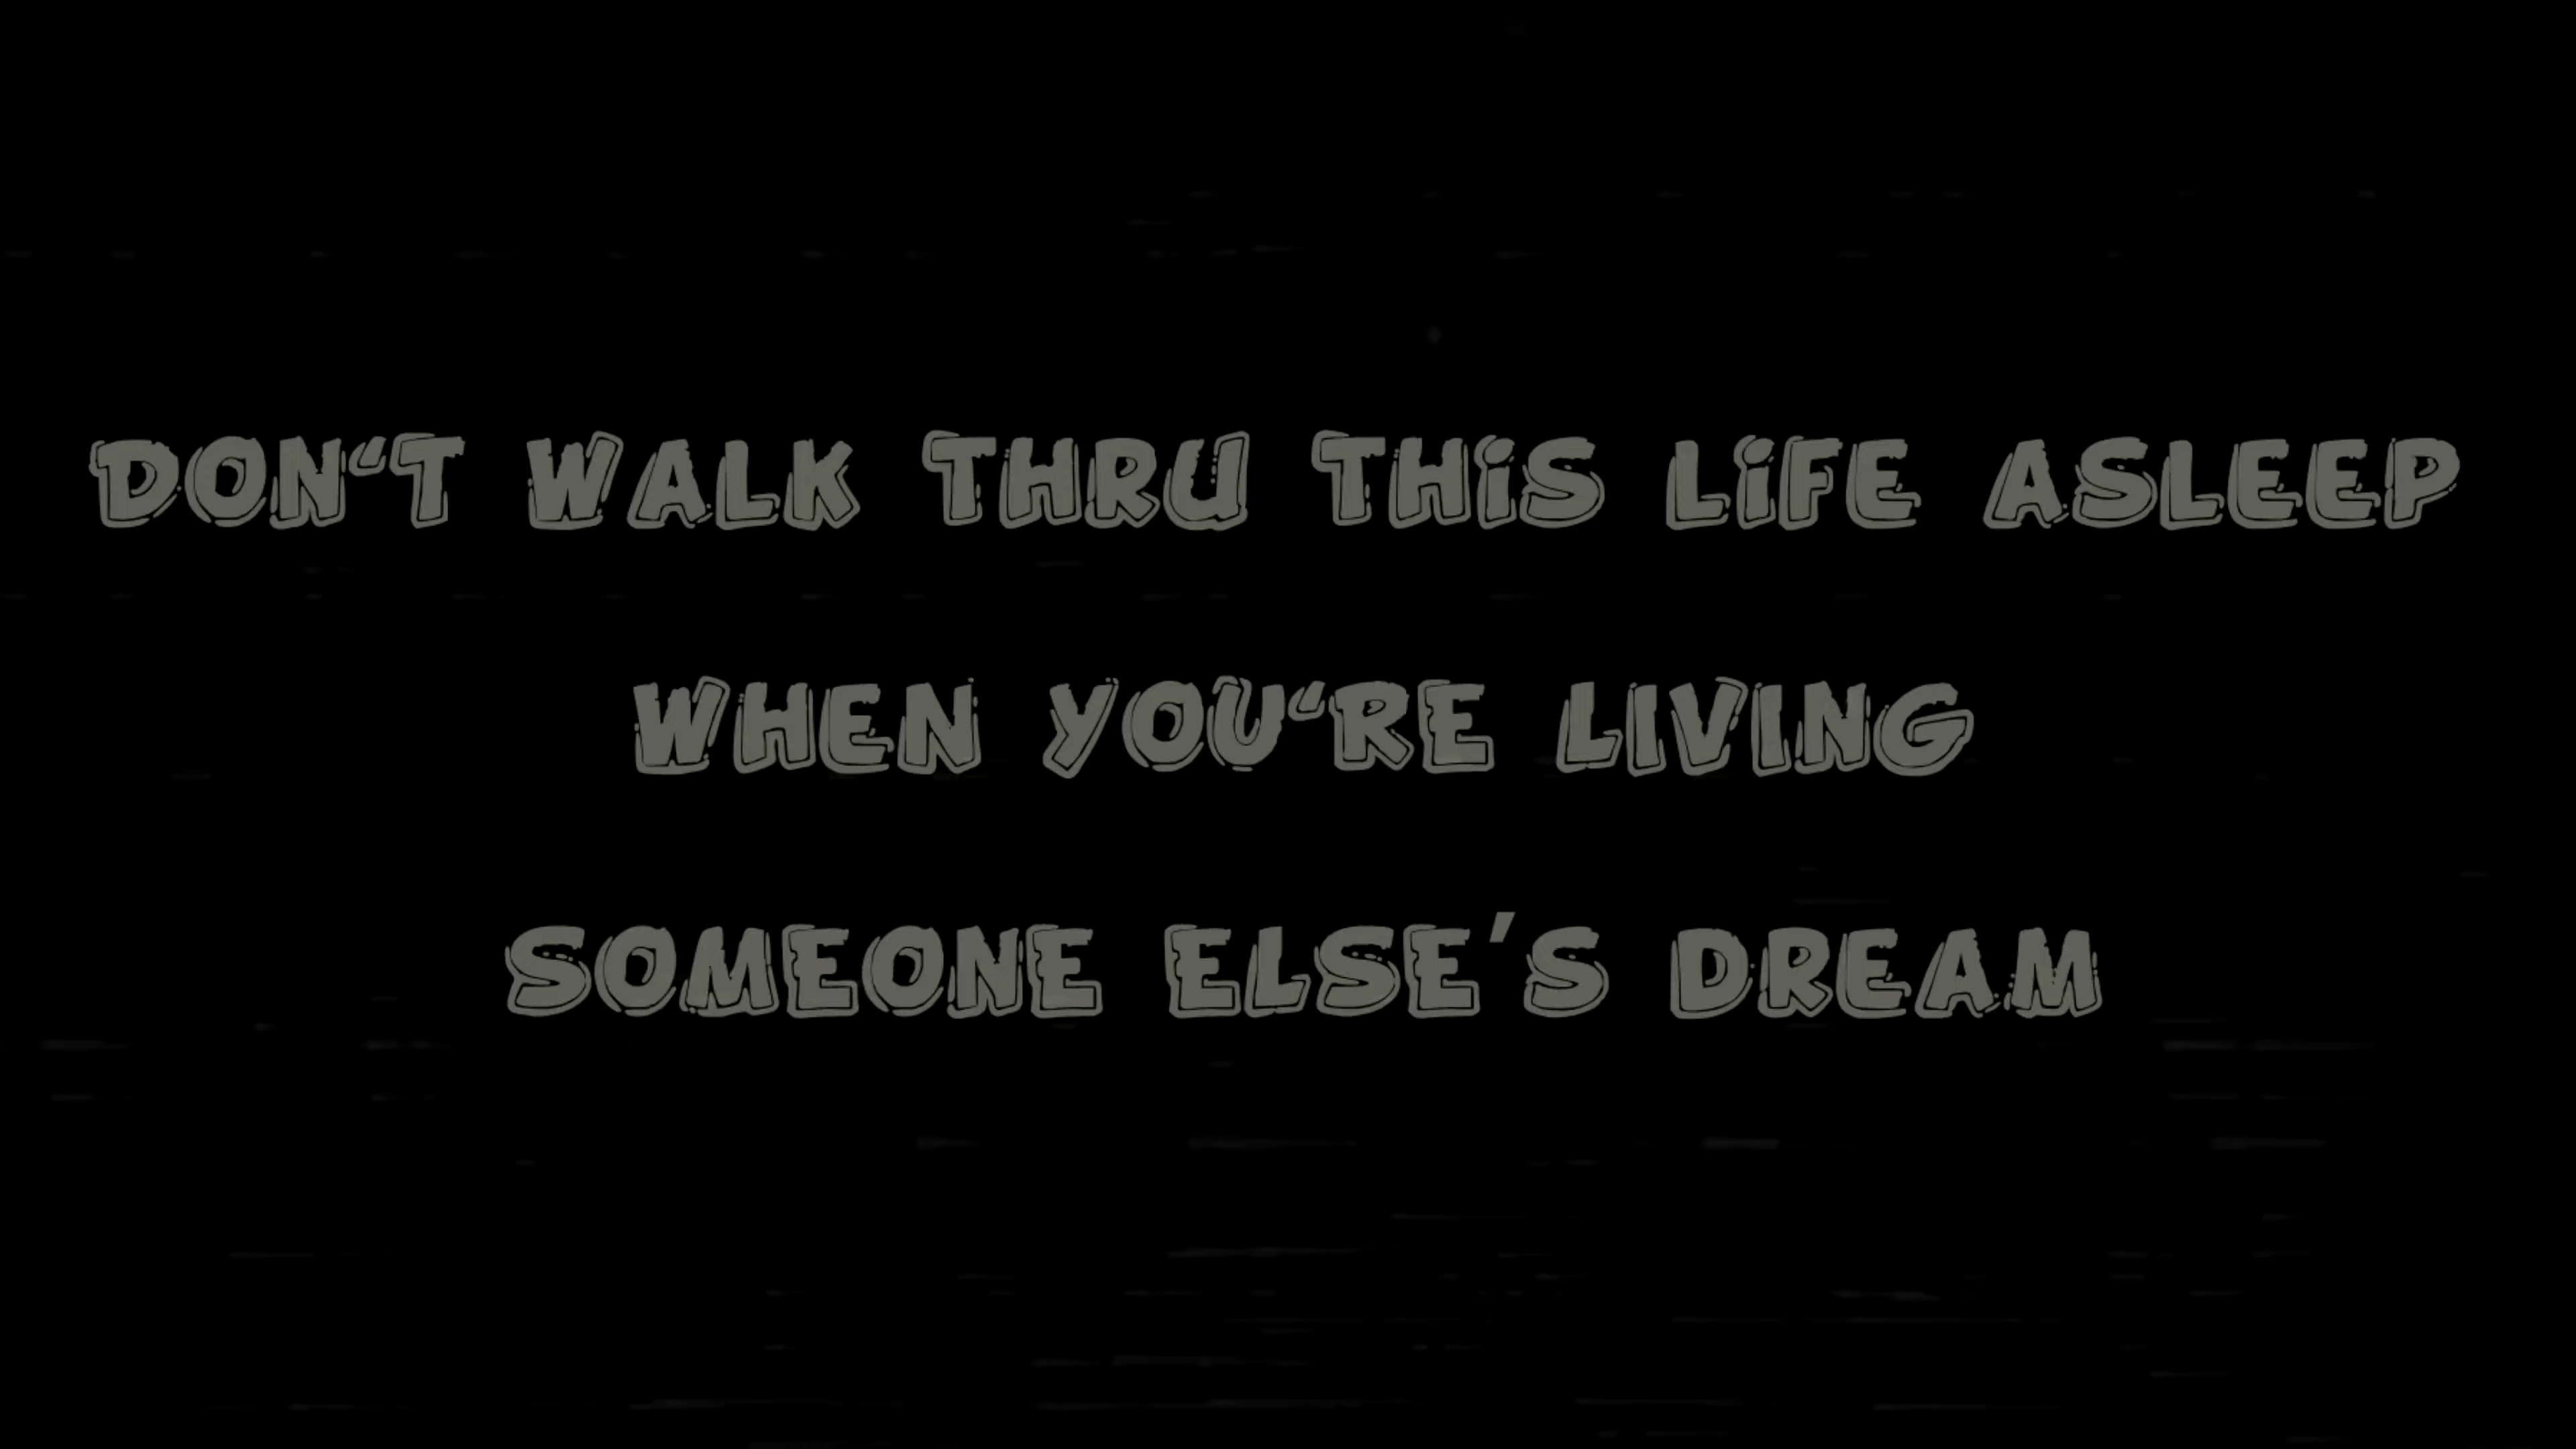 DON‘T WALK THRU THiS LiFE ASLEEP
WHEN YOU‘RE LIVING
SOMEONE ELSE'S DREAM